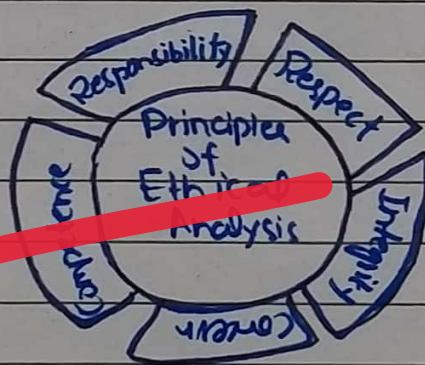 Responsibility
Respect
Principles
of
Ethical
Analysis
Integrity
Concern
Competence